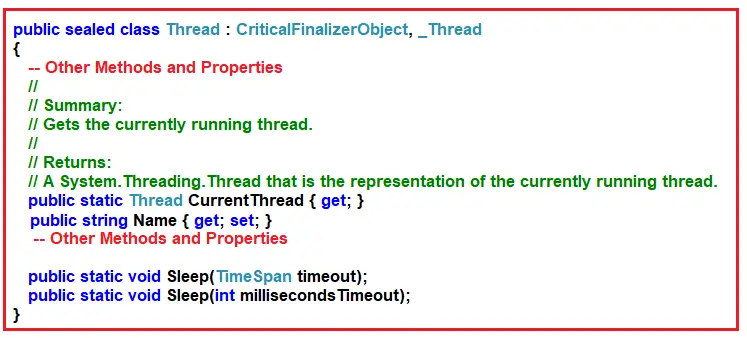 public sealed class Thread : CriticalFinalizerObject, _Thread
{
-- Other Methods and Properties
//
// Summary:
// Gets the currently running thread.
//
// Returns:
// A System.Threading.Thread that is the representation of the currently running thread.
public static Thread CurrentThread { get; }
public string Name { get; set; }
-- Other Methods and Properties
public static void Sleep(TimeSpan timeout);
public static void Sleep(int millisecondsTimeout);
}